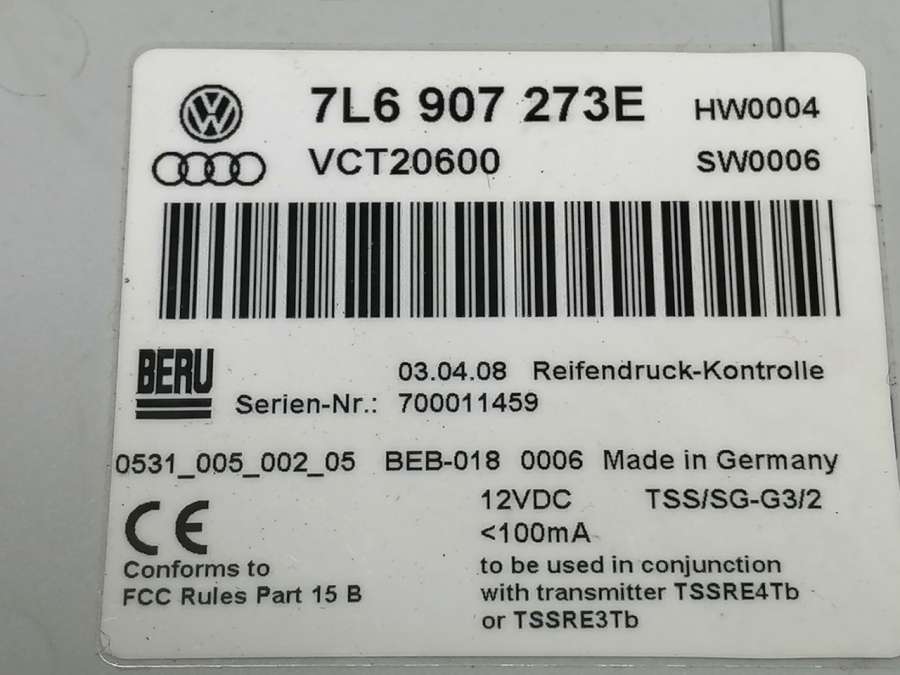 7L6 907 273E HW0004
VCT20600 SW0006
BERU
03.04.08 Reifendruck-Kontrolle
Serien-Nr.: 700011459
0531_005_002_05 BEB-018 0006 Made in Germany
CE 12VDC TSS/SG-G3/2
<100mA
Conforms to
FCC Rules Part 15 B
to be used in conjunction
with transmitter TSSRE4Tb
or TSSRE3Tb